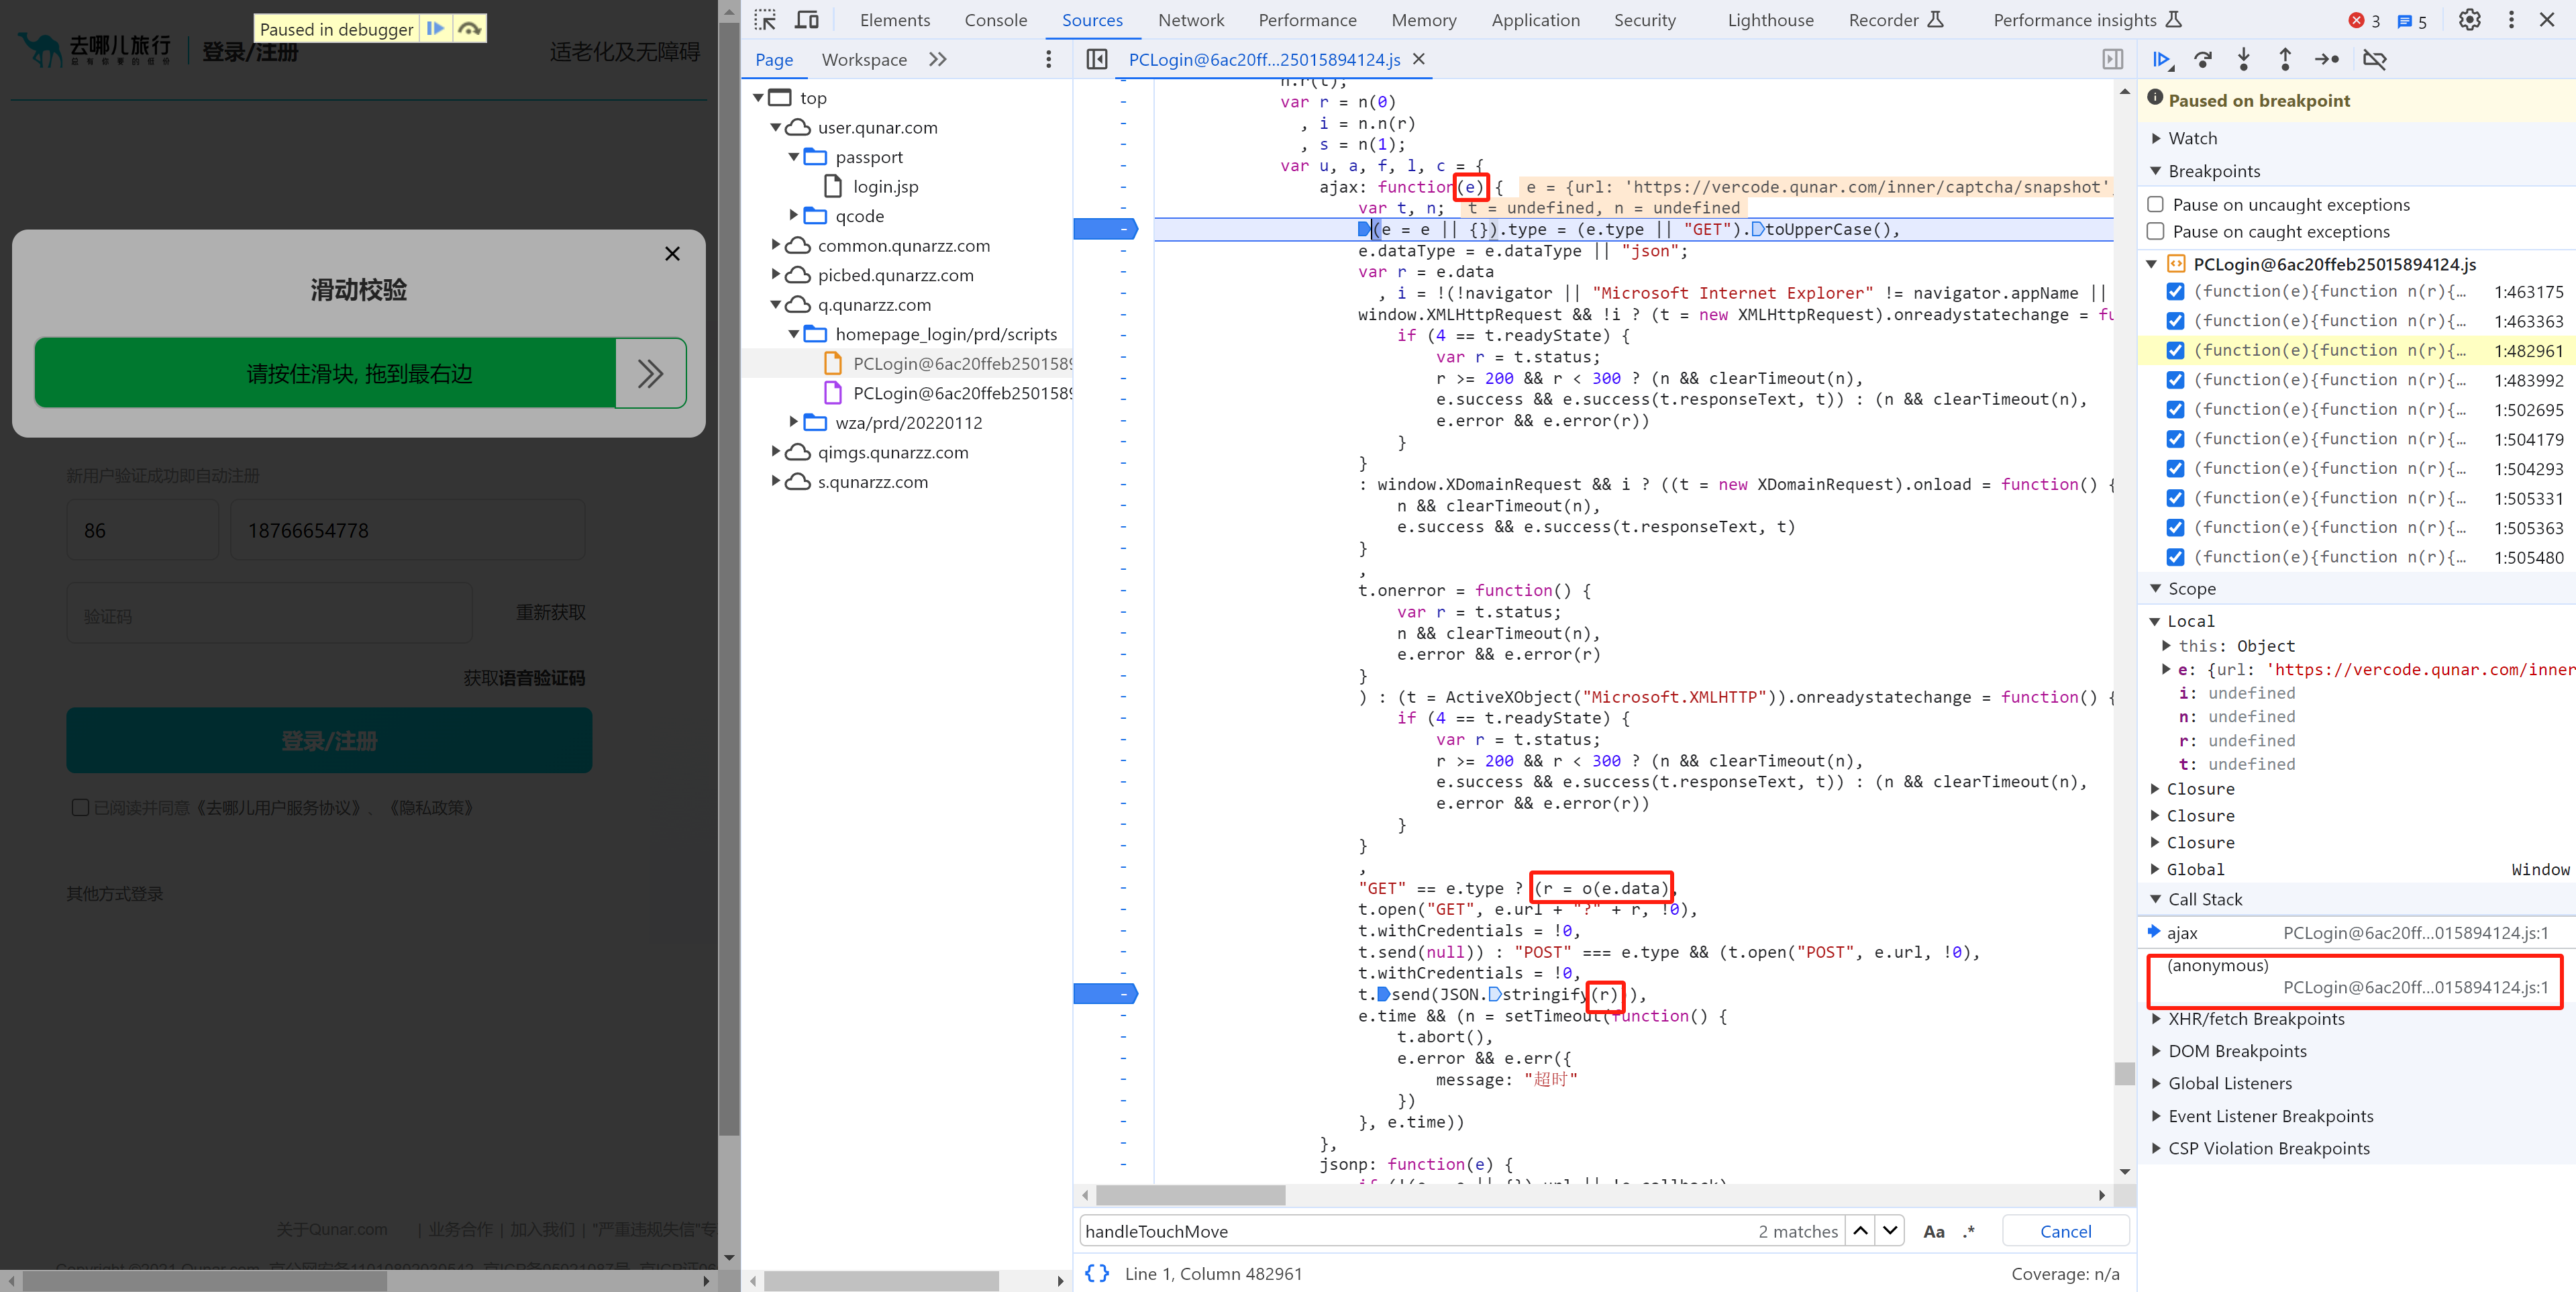 Paused in debugger
去哪儿旅行
总有你要的低价
登录/注册
适老化及无障碍
滑动校验
请按住滑块, 拖到最右边
新用户验证成功即自动注册
86
18766654778
验证码
重新获取
获取语音验证码
登录/注册
已阅读并同意《去哪儿用户服务协议》、《隐私政策》
其他方式登录
关于Qunar.com | 业务合作 | 加入我们 | "严重违规失信"专
Elements Console Sources Network Performance Memory Application Security Lighthouse Recorder Performance insights 3 5
Page Workspace
top
user.qunar.com
passport
login.jsp
qcode
common.qunarzz.com
picbed.qunarzz.com
q.qunarzz.com
homepage_login/prd/scripts
PCLogin@6ac20ffeb250158
PCLogin@6ac20ffeb250158
wza/prd/20220112
qimgs.qunarzz.com
s.qunarzz.com
PCLogin@6ac20ff…25015894124.js
n.r(t);
var r = n(0)
, i = n.n(r)
, s = n(1);
var u, a, f, l, c = {
ajax: function(e) { e = {url: 'https://vercode.qunar.com/inner/captcha/snapshot',
var t, n; t = undefined, n = undefined
(e = e || {}).type = (e.type || "GET").toUpperCase(),
e.dataType = e.dataType || "json";
var r = e.data
, i = !(!navigator || "Microsoft Internet Explorer" != navigator.appName ||
window.XMLHttpRequest && !i ? (t = new XMLHttpRequest).onreadystatechange = fu
if (4 == t.readyState) {
var r = t.status;
r >= 200 && r < 300 ? (n && clearTimeout(n),
e.success && e.success(t.responseText, t)) : (n && clearTimeout(n),
e.error && e.error(r))
}
}
: window.XDomainRequest && i ? ((t = new XDomainRequest).onload = function() {
n && clearTimeout(n),
e.success && e.success(t.responseText, t)
}
,
t.onerror = function() {
var r = t.status;
n && clearTimeout(n),
e.error && e.error(r)
}
) : (t = ActiveXObject("Microsoft.XMLHTTP")).onreadystatechange = function() {
if (4 == t.readyState) {
var r = t.status;
r >= 200 && r < 300 ? (n && clearTimeout(n),
e.success && e.success(t.responseText, t)) : (n && clearTimeout(n),
e.error && e.error(r))
}
}
,
"GET" == e.type ? (r = o(e.data),
t.open("GET", e.url + "?" + r, !0),
t.withCredentials = !0,
t.send(null)) : "POST" === e.type && (t.open("POST", e.url, !0),
t.withCredentials = !0,
t.send(JSON.stringify(r))),
e.time && (n = setTimeout(function() {
t.abort(),
e.error && e.err({
message: "超时"
})
}, e.time))
},
jsonp: function(e) {
handleTouchMove 2 matches Aa .* Cancel
{} Line 1, Column 482961 Coverage: n/a
Paused on breakpoint
Watch
Breakpoints
Pause on uncaught exceptions
Pause on caught exceptions
PCLogin@6ac20ffeb25015894124.js
(function(e){function n(r){… 1:463175
(function(e){function n(r){… 1:463363
(function(e){function n(r){… 1:482961
(function(e){function n(r){… 1:483992
(function(e){function n(r){… 1:502695
(function(e){function n(r){… 1:504179
(function(e){function n(r){… 1:504293
(function(e){function n(r){… 1:505331
(function(e){function n(r){… 1:505363
(function(e){function n(r){… 1:505480
Scope
Local
this: Object
e: {url: 'https://vercode.qunar.com/inner
i: undefined
n: undefined
r: undefined
t: undefined
Closure
Closure
Closure
Global Window
Call Stack
ajax PCLogin@6ac20ff…015894124.js:1
(anonymous)
PCLogin@6ac20ff…015894124.js:1
XHR/fetch Breakpoints
DOM Breakpoints
Global Listeners
Event Listener Breakpoints
CSP Violation Breakpoints